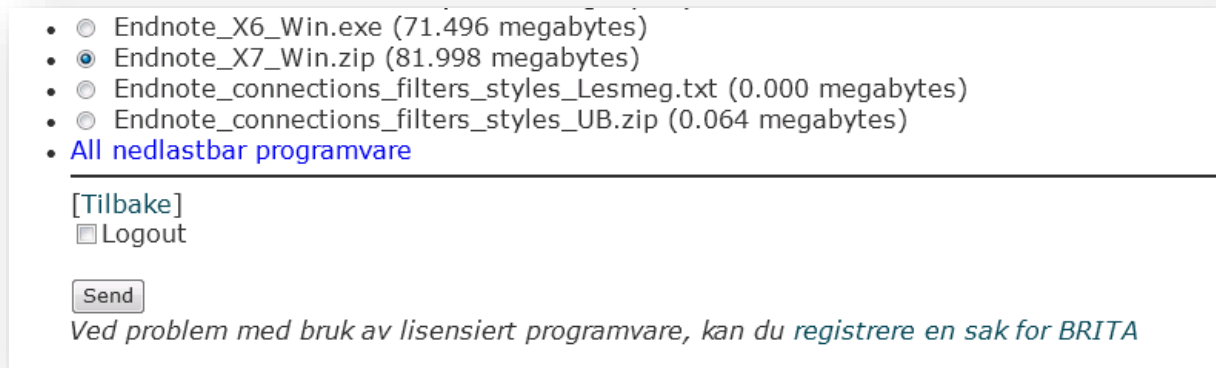 Endnote_X6_Win.exe (71.496 megabytes)
Endnote_X7_Win.zip (81.998 megabytes)
Endnote_connections_filters_styles_Lesmeg.txt (0.000 megabytes)
Endnote_connections_filters_styles_UB.zip (0.064 megabytes)
All nedlastbar programvare
[Tilbake]
Logout
Send
Ved problem med bruk av lisensiert programvare, kan du registrere en sak for BRITA